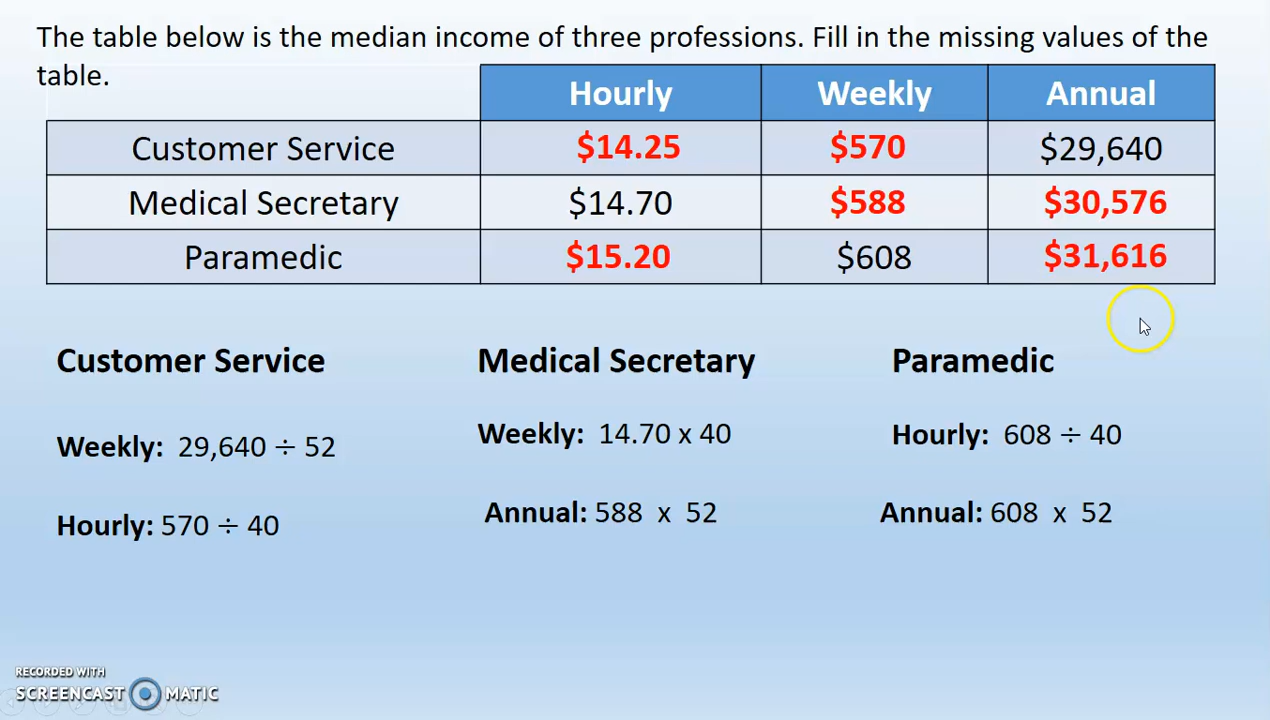 The table below is the median income of three professions. Fill in the missing values of the
table.
Hourly Weekly Annual
Customer Service $14.25 $570 $29,640
Medical Secretary $14.70 $588 $30,576
Paramedic $15.20 $608 $31,616
Customer Service Medical Secretary Paramedic
Weekly: 29,640 ÷ 52 Weekly: 14.70 x 40 Hourly: 608 ÷ 40
Hourly: 570 ÷ 40 Annual: 588 x 52 Annual: 608 x 52
RECORDED WITH
SCREENCAST MATIC